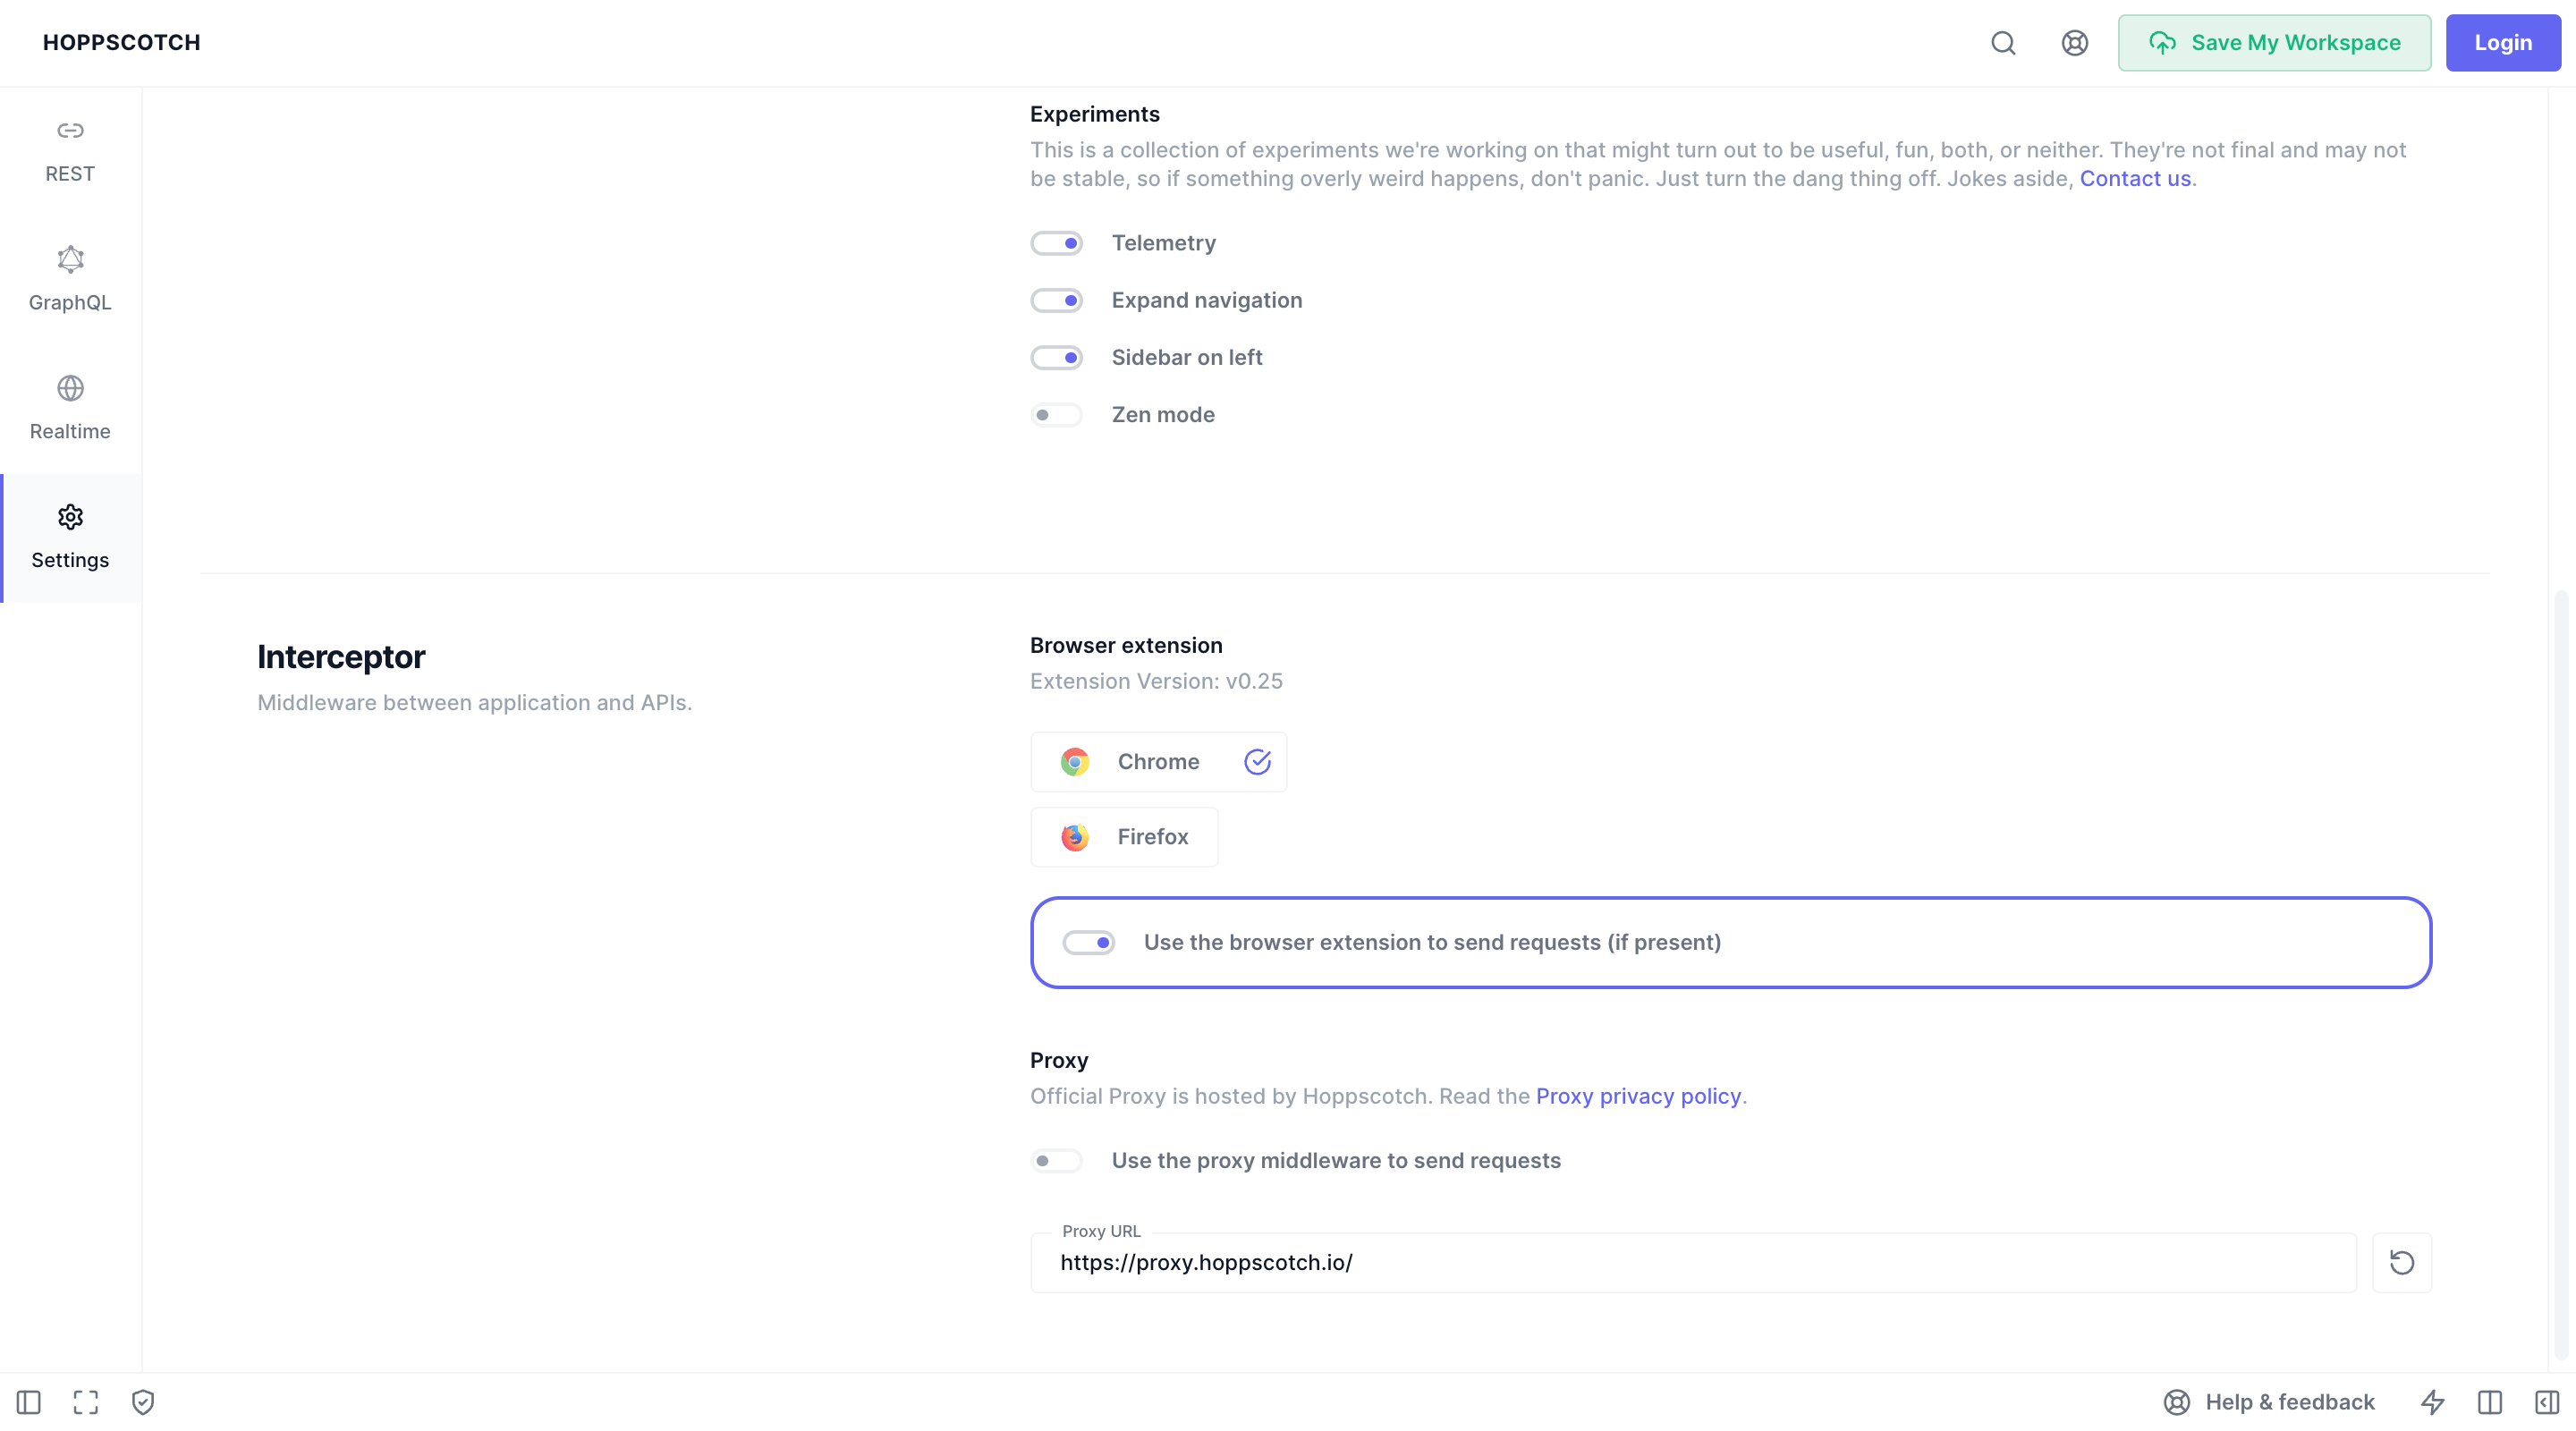 HOPPSCOTCH
Save My Workspace
Login
REST
GraphQL
Realtime
Settings
Experiments
This is a collection of experiments we're working on that might turn out to be useful, fun, both, or neither. They're not final and may not
be stable, so if something overly weird happens, don't panic. Just turn the dang thing off. Jokes aside, Contact us.
Telemetry
Expand navigation
Sidebar on left
Zen mode
Interceptor
Middleware between application and APIs.
Browser extension
Extension Version: v0.25
Chrome
Firefox
Use the browser extension to send requests (if present)
Proxy
Official Proxy is hosted by Hoppscotch. Read the Proxy privacy policy.
Use the proxy middleware to send requests
Proxy URL
https://proxy.hoppscotch.io/
Help & feedback